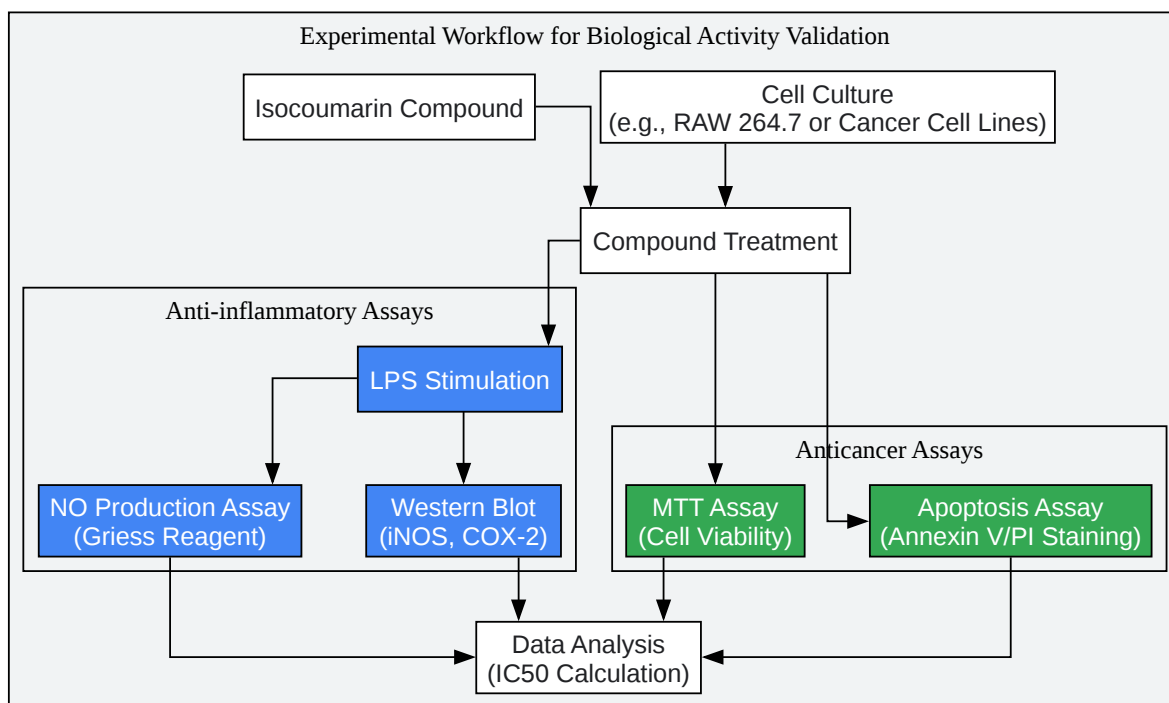 Experimental Workflow for Biological Activity Validation
Isocoumarin Compound
Cell Culture
(e.g., RAW 264.7 or Cancer Cell Lines)
Compound Treatment
Anti-inflammatory Assays
LPS Stimulation
NO Production Assay
(Griess Reagent)
Western Blot
(iNOS, COX-2)
Anticancer Assays
MTT Assay
(Cell Viability)
Apoptosis Assay
(Annexin V/PI Staining)
Data Analysis
(IC50 Calculation)